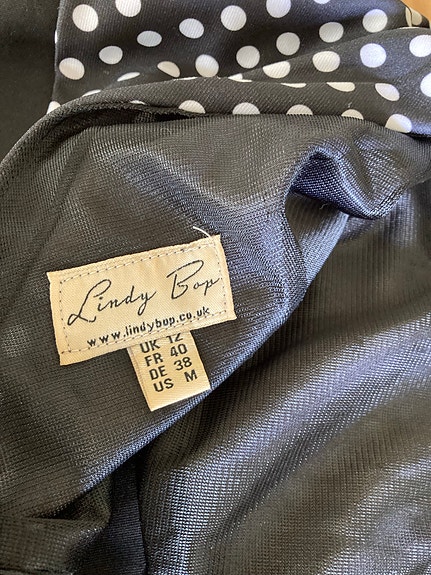 Lindy Bop
www.lindybop.co.uk
UK 12
FR 40
DE 38
US M